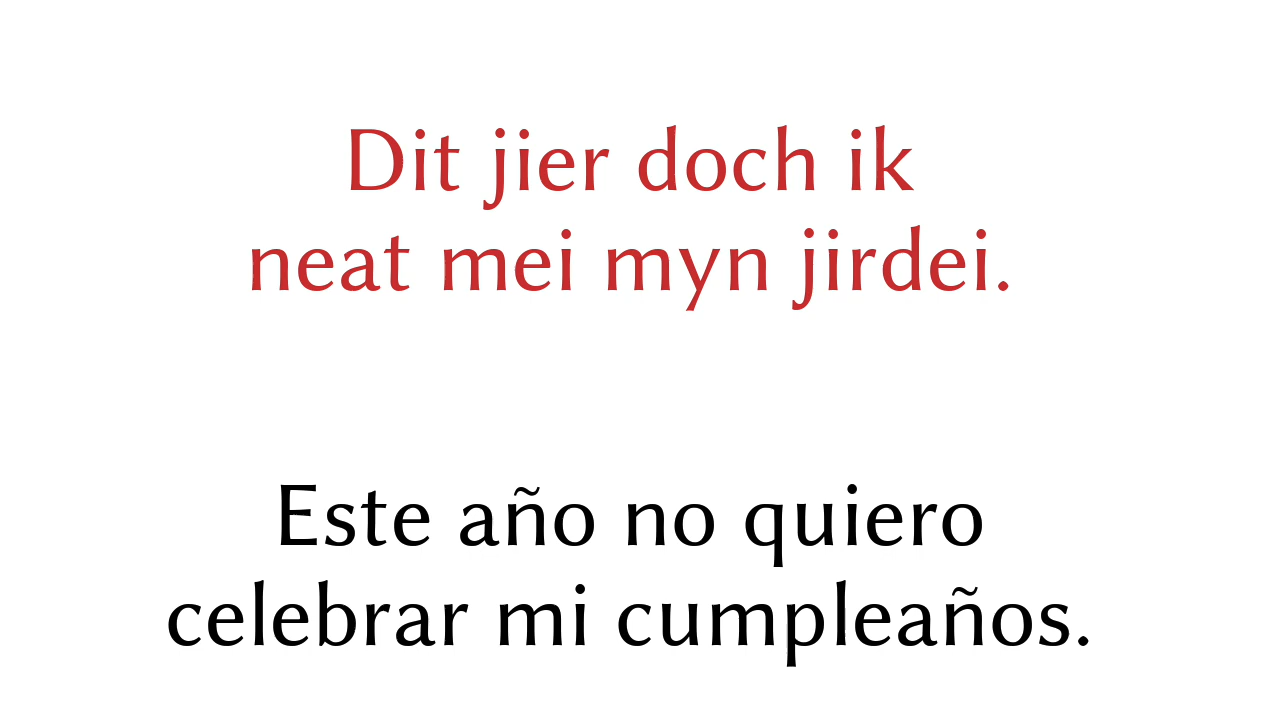 Dit jier doch ik
neat mei myn jirdei.
Este año no quiero
celebrar mi cumpleaños.